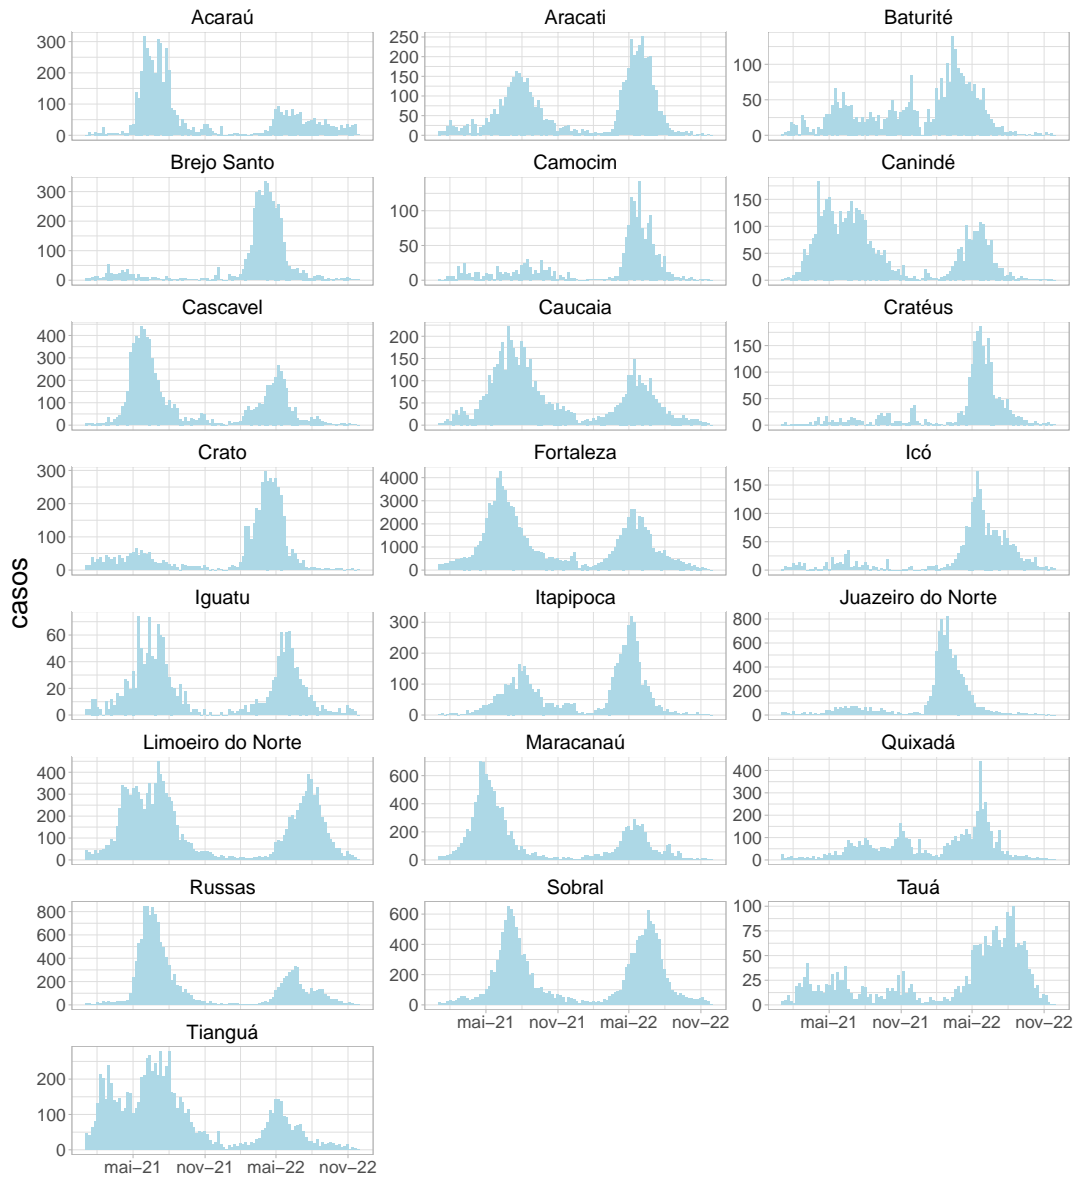 Acaraú Aracati Baturité
300 250 100
200 200 50
100 150 0
0 100
50
0
Brejo Santo Camocim Canindé
300 100 150
200 50 100
100 0 50
0 0
Cascavel Caucaia Cratéus
400 200 150
300 150 100
200 100 50
100 50 0
0 0
Crato Fortaleza Icó
300 4000 150
200 3000 100
100 2000 50
0 1000 0
0
casos
Iguatu Itapipoca Juazeiro do Norte
60 300 800
40 200 600
20 100 400
0 0 200
0
Limoeiro do Norte Maracanaú Quixadá
400 600 400
300 400 300
200 200 200
100 0 100
0 0
Russas Sobral Tauá
800 600 100
600 400 75
400 200 50
200 0 25
0 0
mai–21 nov–21 mai–22 nov–22 mai–21 nov–21 mai–22 nov–22
Tianguá
200
100
0
mai–21 nov–21 mai–22 nov–22